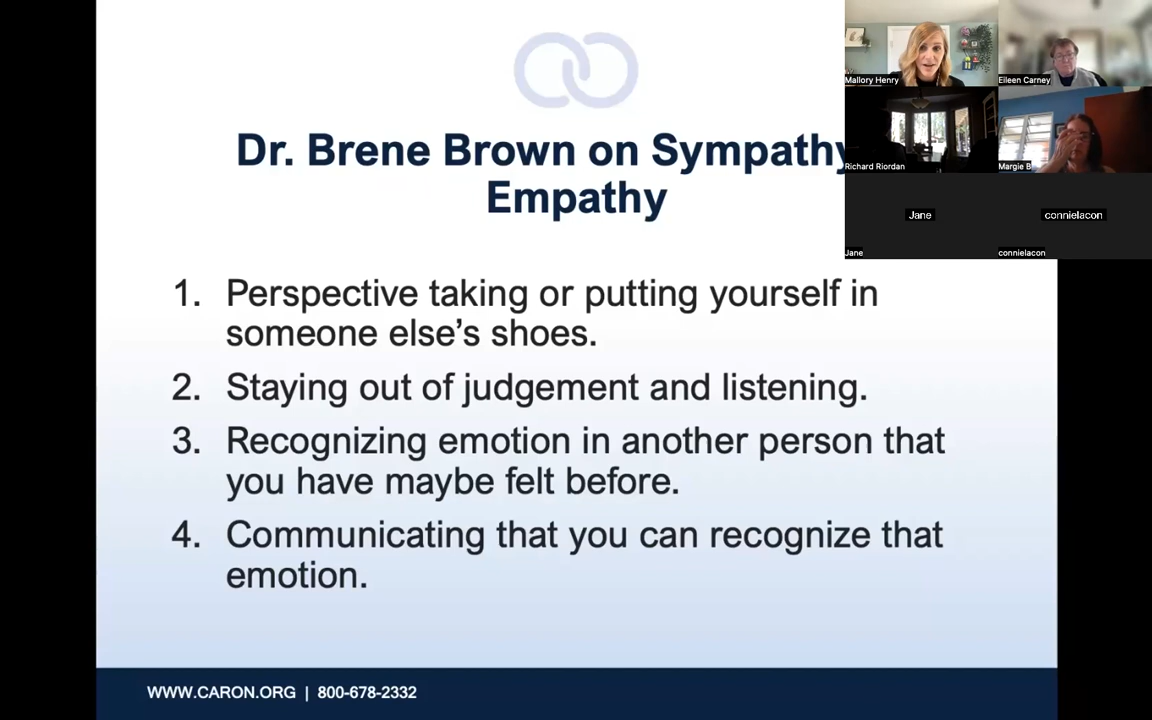 Mallory Henry
Eileen Carney
Richard Riordan
Margie B
Jane
connielacon
Jane
connielacon
Dr. Brene Brown on Sympathy
Empathy
1. Perspective taking or putting yourself in
someone else’s shoes.
2. Staying out of judgement and listening.
3. Recognizing emotion in another person that
you have maybe felt before.
4. Communicating that you can recognize that
emotion.
WWW.CARON.ORG | 800-678-2332